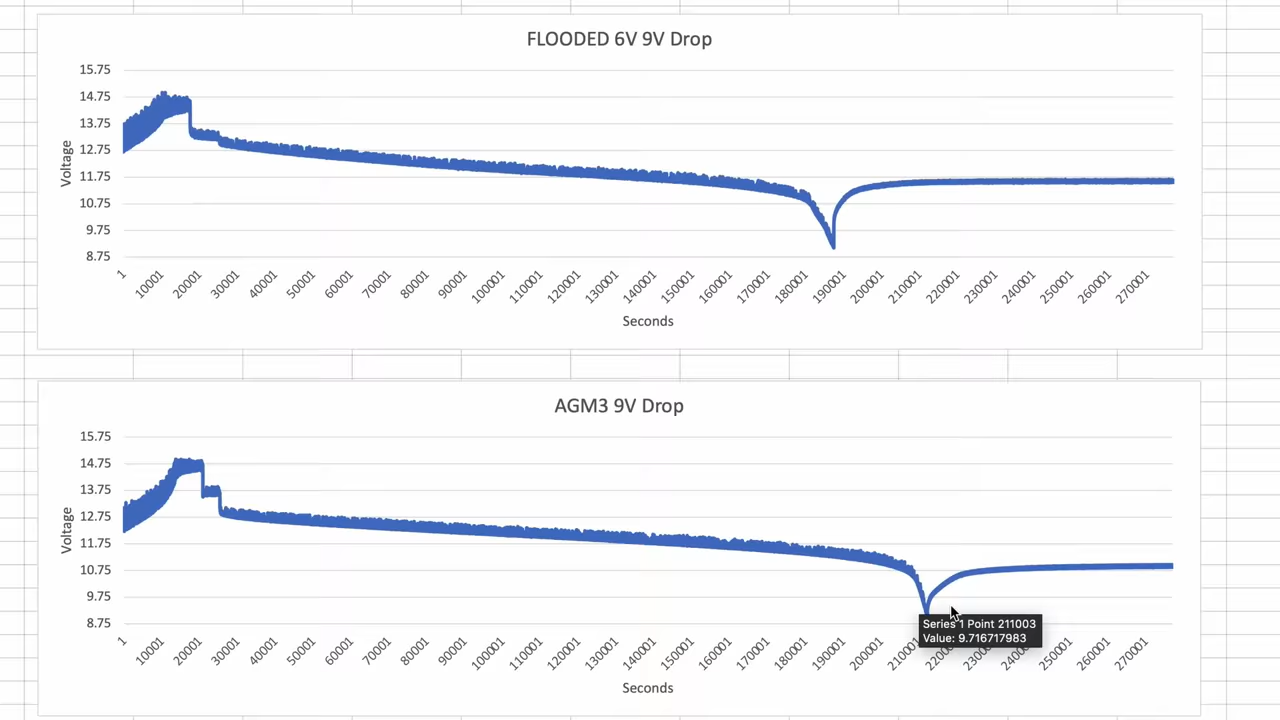 FLOODED 6V 9V Drop
15.75
14.75
13.75
12.75
11.75
10.75
9.75
8.75
Voltage
1 10001 20001 30001 40001 50001 60001 70001 80001 90001 100001 110001 120001 130001 140001 150001 160001 170001 180001 190001 200001 210001 220001 230001 240001 250001 260001 270001
Seconds
AGM3 9V Drop
15.75
14.75
13.75
12.75
11.75
10.75
9.75
8.75
Voltage
Series 1 Point 211003
Value: 9.716717983
1 10001 20001 30001 40001 50001 60001 70001 80001 90001 100001 110001 120001 130001 140001 150001 160001 170001 180001 190001 200001 250001 260001 270001
Seconds